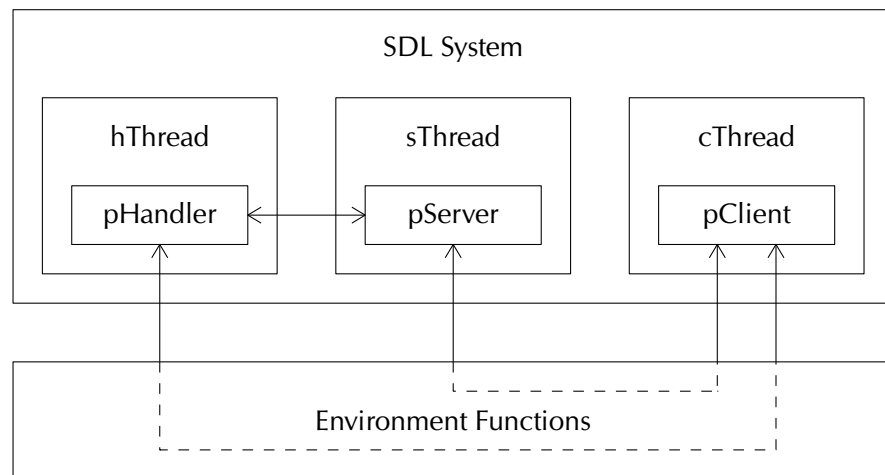 SDL System
hThread
sThread
cThread
pHandler
pServer
pClient
Environment Functions